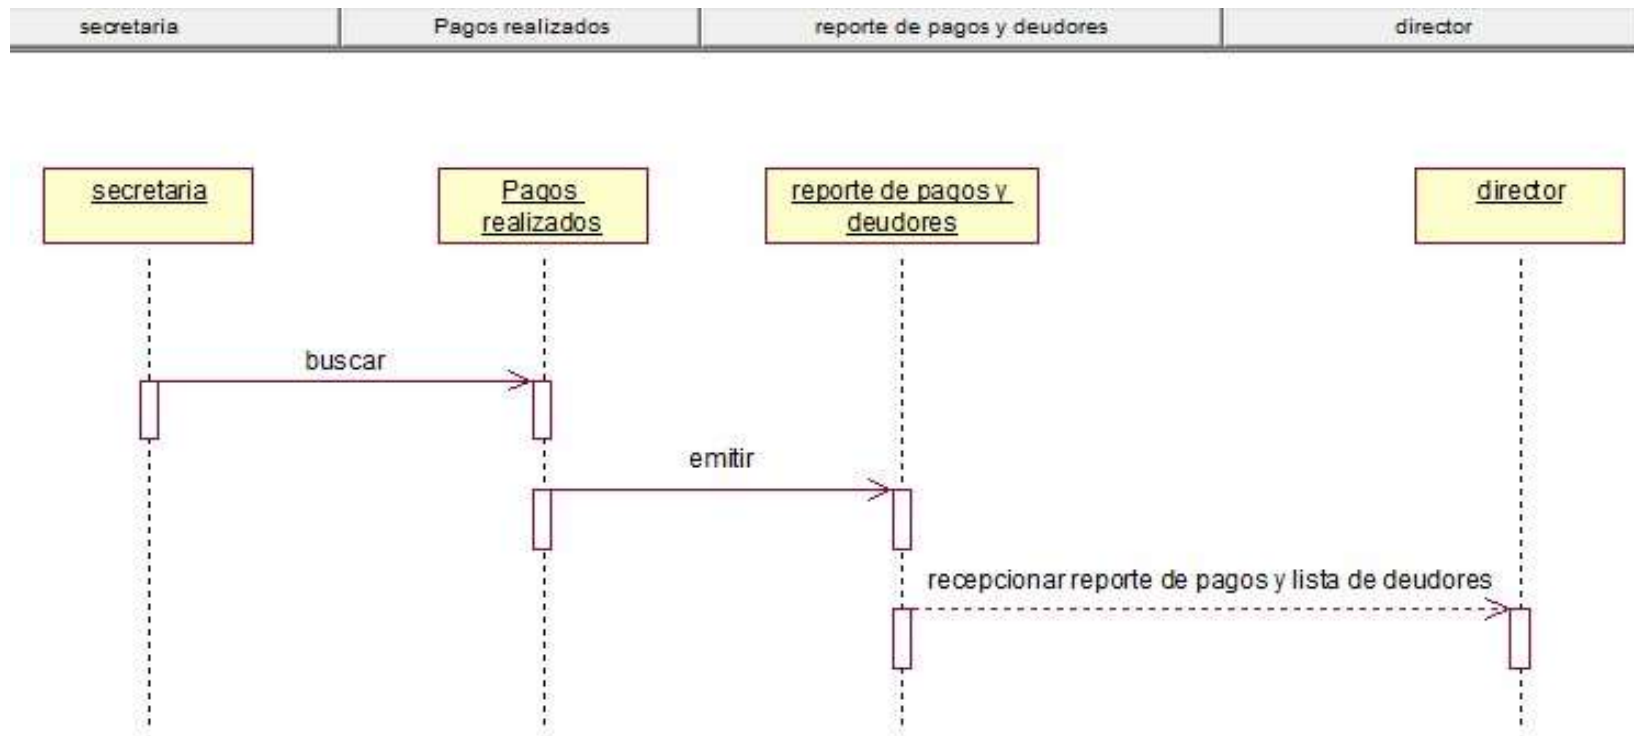 secretaria
Pagos realizados
reporte de pagos y deudores
director
secretaria
Pagos
realizados
reporte de pagos y
deudores
director
buscar
emitir
recepcionar reporte de pagos y lista de deudores